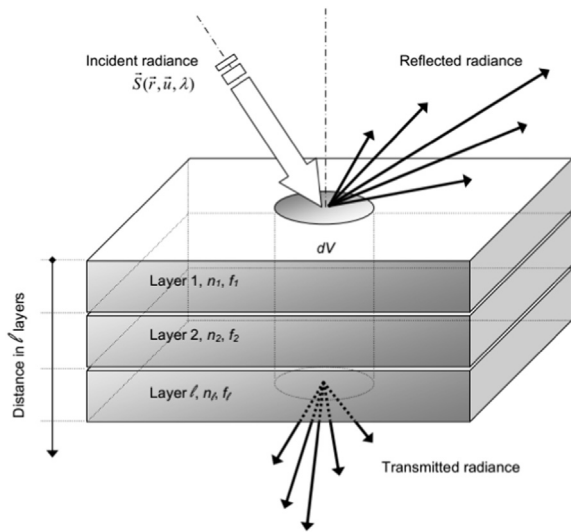 Incident radiance
S⃗(r⃗,u⃗,λ)
Reflected radiance
dV
Layer 1, n₁, f₁
Layer 2, n₂, f₂
Layer ℓ, nℓ, fℓ
Distance in ℓ layers
Transmitted radiance